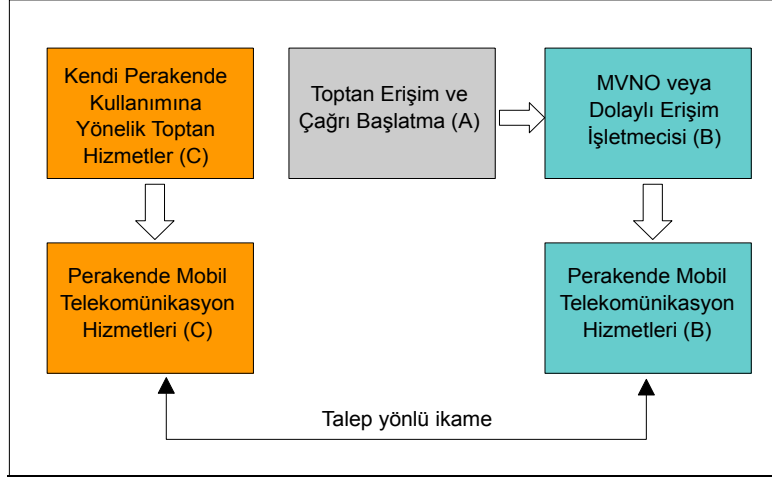 Kendi Perakende
Kullanımına
Yönelik Toptan
Hizmetler (C)
Toptan Erişim ve
Çağrı Başlatma (A)
MVNO veya
Dolaylı Erişim
İşletmecisi (B)
Perakende Mobil
Telekomünikasyon
Hizmetleri (C)
Perakende Mobil
Telekomünikasyon
Hizmetleri (B)
Talep yönlü ikame